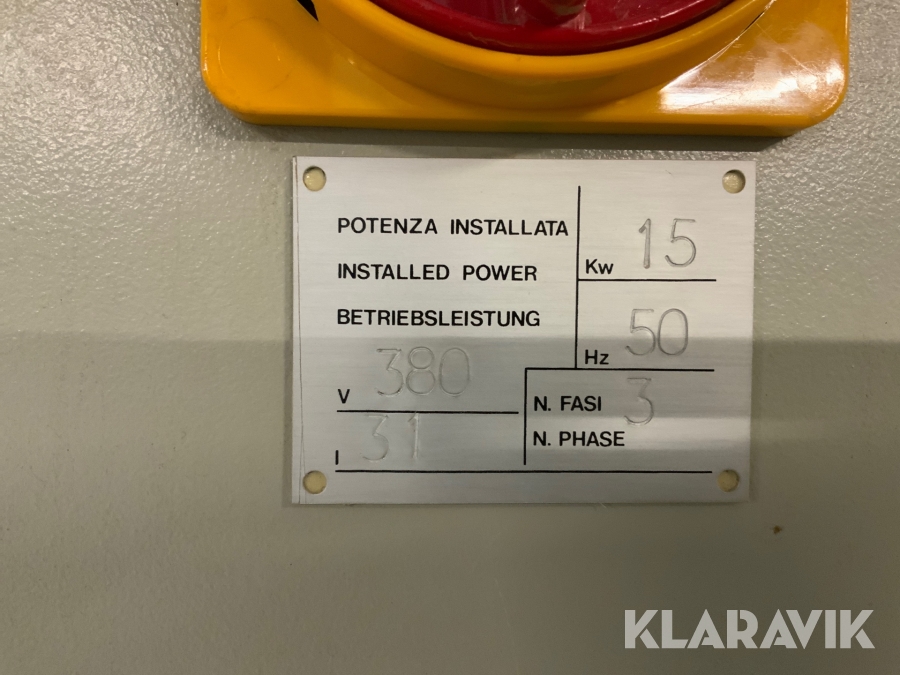 POTENZA INSTALLATA
INSTALLED POWER
BETRIEBSLEISTUNG
Kw 15
Hz 50
V 380
I 31
N. FASI 3
N. PHASE
KLARAVIK